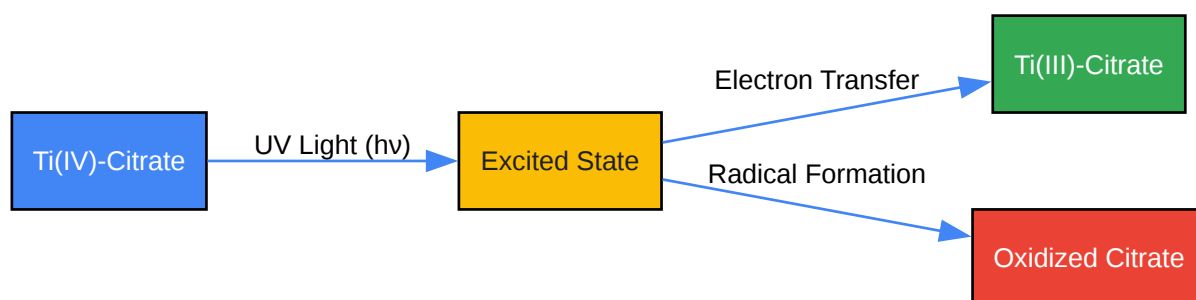 Ti(IV)-Citrate
UV Light (hν)
Excited State
Electron Transfer
Ti(III)-Citrate
Radical Formation
Oxidized Citrate